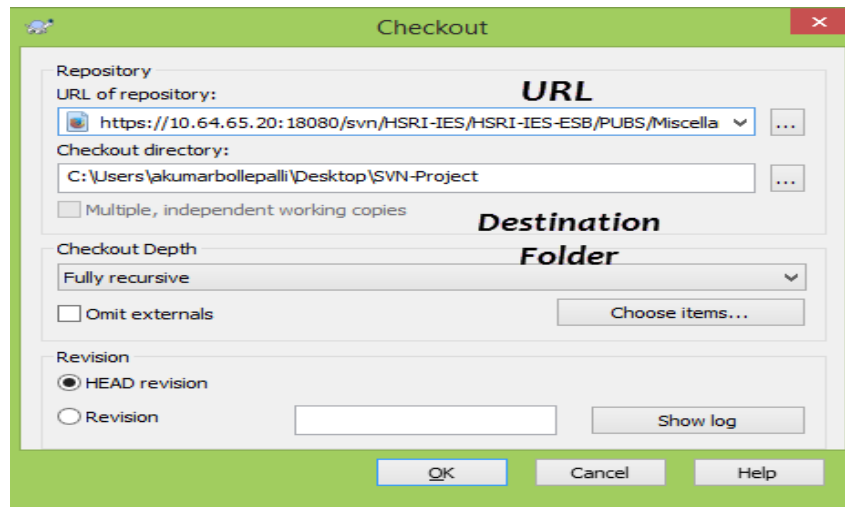 Checkout
Repository
URL of repository:
URL
https://10.64.65.20:18080/svn/HSRI-IES/HSRI-IES-ESB/PUBS/Miscella
...
Checkout directory:
C:\Users\akumarbollepalli\Desktop\SVN-Project
...
Multiple, independent working copies
Destination
Folder
Checkout Depth
Fully recursive
Omit externals
Choose items...
Revision
HEAD revision
Revision
Show log
OK
Cancel
Help